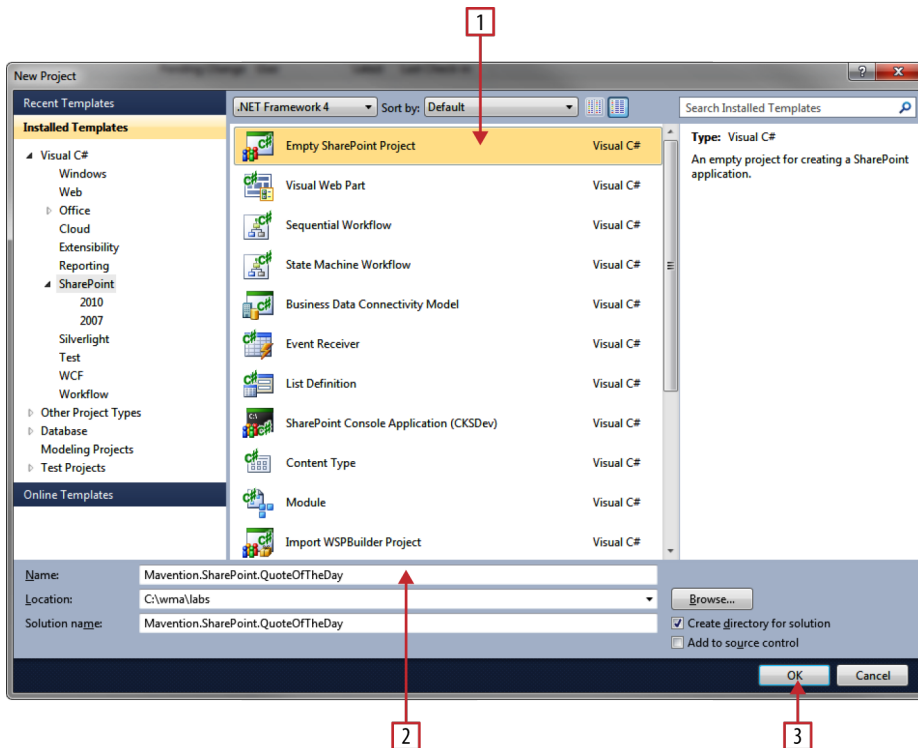 1
New Project
Recent Templates
Installed Templates
Visual C#
Windows
Web
Office
Cloud
Extensibility
Reporting
SharePoint
2010
2007
Silverlight
Test
WCF
Workflow
Other Project Types
Database
Modeling Projects
Test Projects
Online Templates
.NET Framework 4 Sort by: Default
Empty SharePoint Project Visual C#
Visual Web Part Visual C#
Sequential Workflow Visual C#
State Machine Workflow Visual C#
Business Data Connectivity Model Visual C#
Event Receiver Visual C#
List Definition Visual C#
SharePoint Console Application (CKSDev) Visual C#
Content Type Visual C#
Module Visual C#
Import WSPBuilder Project Visual C#
Search Installed Templates
Type: Visual C#
An empty project for creating a SharePoint
application.
Name: Mavention.SharePoint.QuoteOfTheDay
Location: C:\wma\labs Browse...
Solution name: Mavention.SharePoint.QuoteOfTheDay
Create directory for solution
Add to source control
OK Cancel
2 3